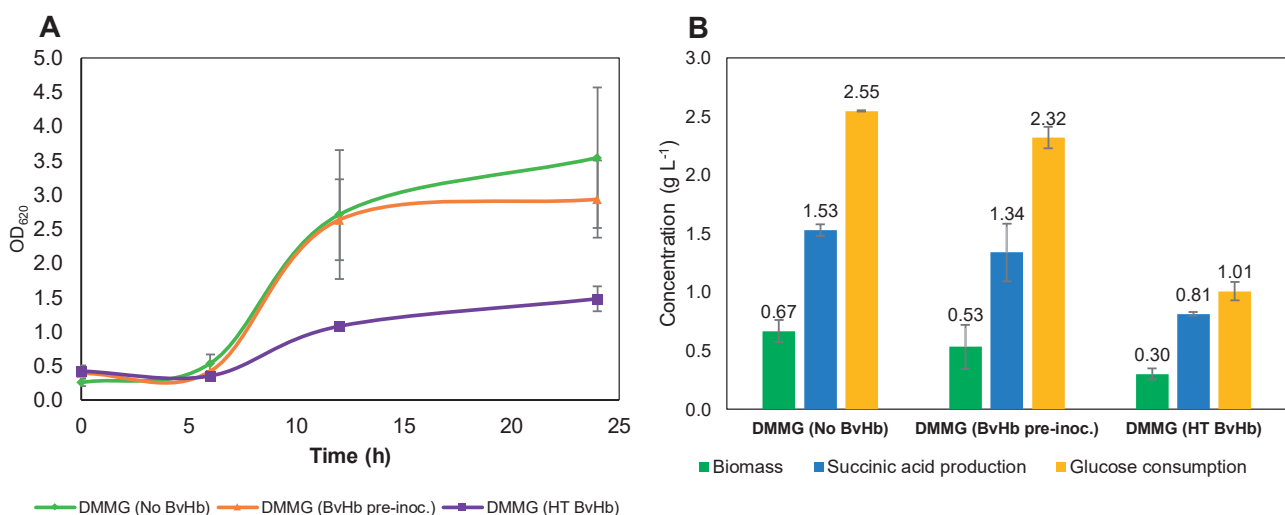 A
5.0
4.5
4.0
3.5
3.0
2.5
2.0
1.5
1.0
0.5
0.0
OD620
0 5 10 15 20 25
Time (h)
DMMG (No BvHb) DMMG (BvHb pre-inoc.) DMMG (HT BvHb)
B
3.0
2.5
2.0
1.5
1.0
0.5
0.0
Concentration (g L-1)
0.67 1.53 2.55
0.53 1.34 2.32
0.30 0.81 1.01
DMMG (No BvHb) DMMG (BvHb pre-inoc.) DMMG (HT BvHb)
Biomass Succinic acid production Glucose consumption